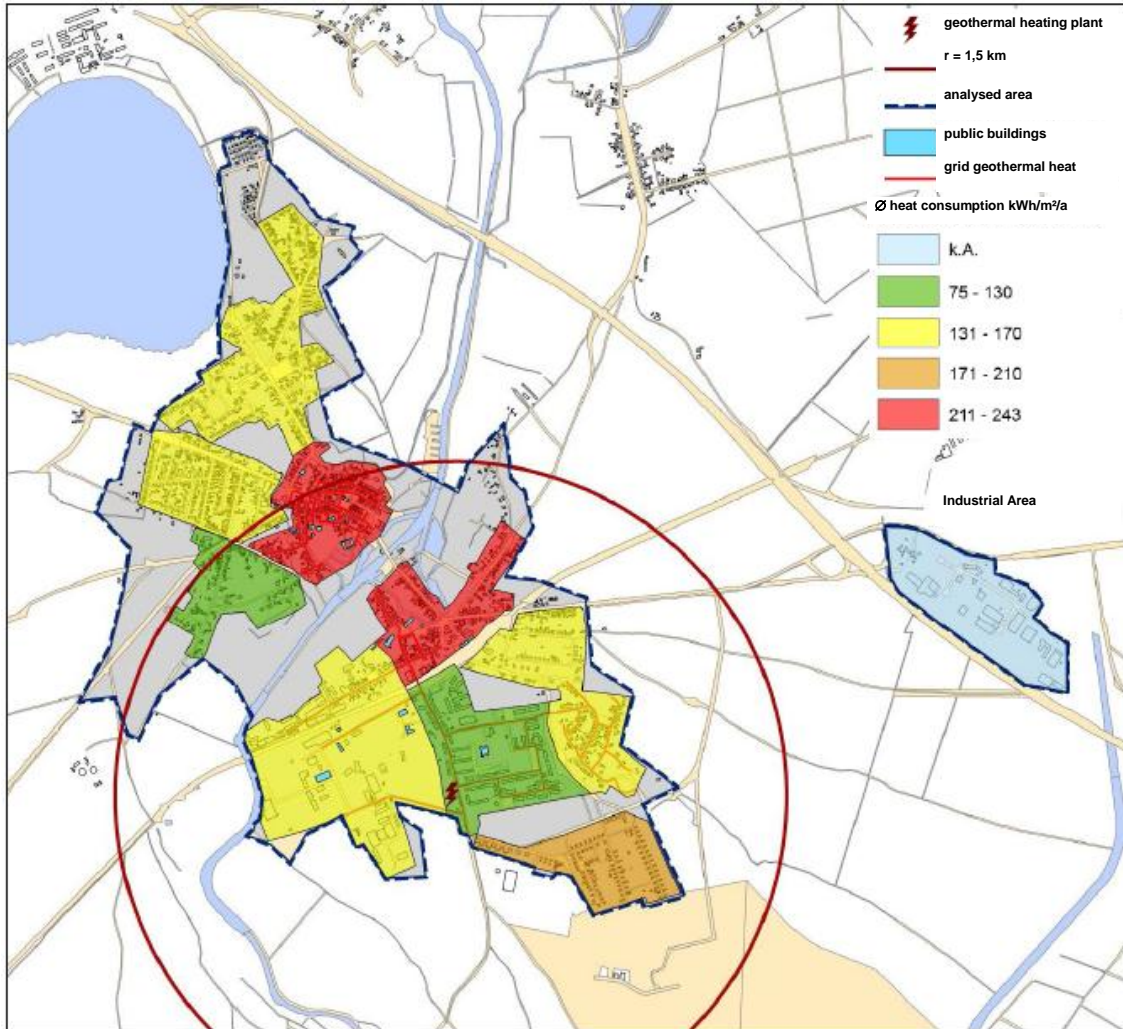 geothermal heating plant
r = 1,5 km
analysed area
public buildings
grid geothermal heat
Ø heat consumption kWh/m²/a
k.A.
75 - 130
131 - 170
171 - 210
211 - 243
Industrial Area